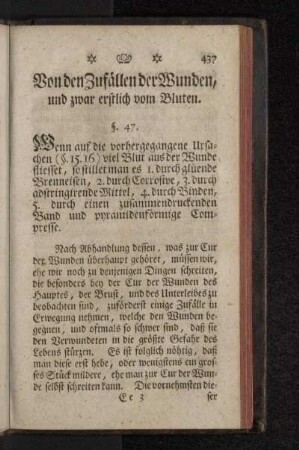 437
Von den Zufällen der Wunden,
und zwar erstlich vom Bluten.
§. 47.
Wenn auf die vorhergegangene Ursa-
chen (§. 15. 16) viel Blut aus der Wunde
fliesset, so stillet man es 1. durch glüende
Brenneisen, 2. durch Corrosive, 3. durch
adstringirende Mittel, 4. durch Binden,
5. durch einen zusammendruckenden
Band und pyramidenförmige Com-
presse.
Nach Abhandlung dessen, was zur Cur
der Wunden überhaupt gehöret, müssen wir,
ehe wir noch zu denjenigen Dingen schreiten,
die besonders bey der Cur der Wunden des
Hauptes, der Brust, und des Unterleibes zu
beobachten sind, zuförderst einige Zufälle in
Erwegung nehmen, welche den Wunden be-
gegnen, und oftmals so schwer sind, daß sie
den Verwundeten in die größte Gefahr des
Lebens stürzen. Es ist folglich nöhtig, daß
man diese erst hebe, oder wenigstens ein gros-
ses Stück mildere, ehe man zur Cur der Wun-
de selbst schreiten kann. Die vornehmsten die-
Ee 3 ser